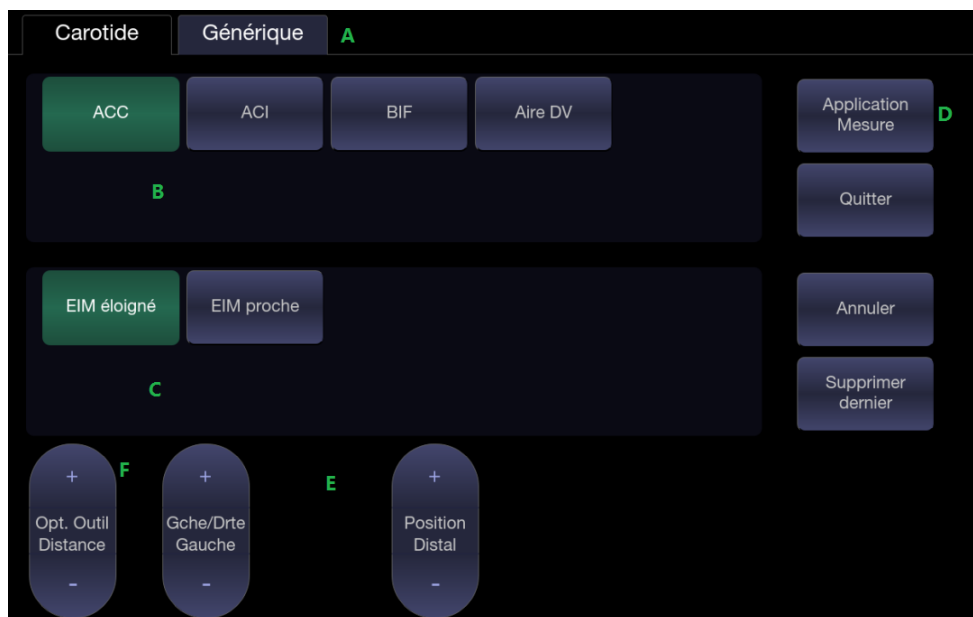 Carotide
Générique
A
ACC
ACI
BIF
Aire DV
Application
Mesure
D
B
Quitter
EIM éloigné
EIM proche
Annuler
C
Supprimer
dernier
+
F
+
E
+
Opt. Outil
Distance
Gche/Drte
Gauche
Position
Distal
-
-
-